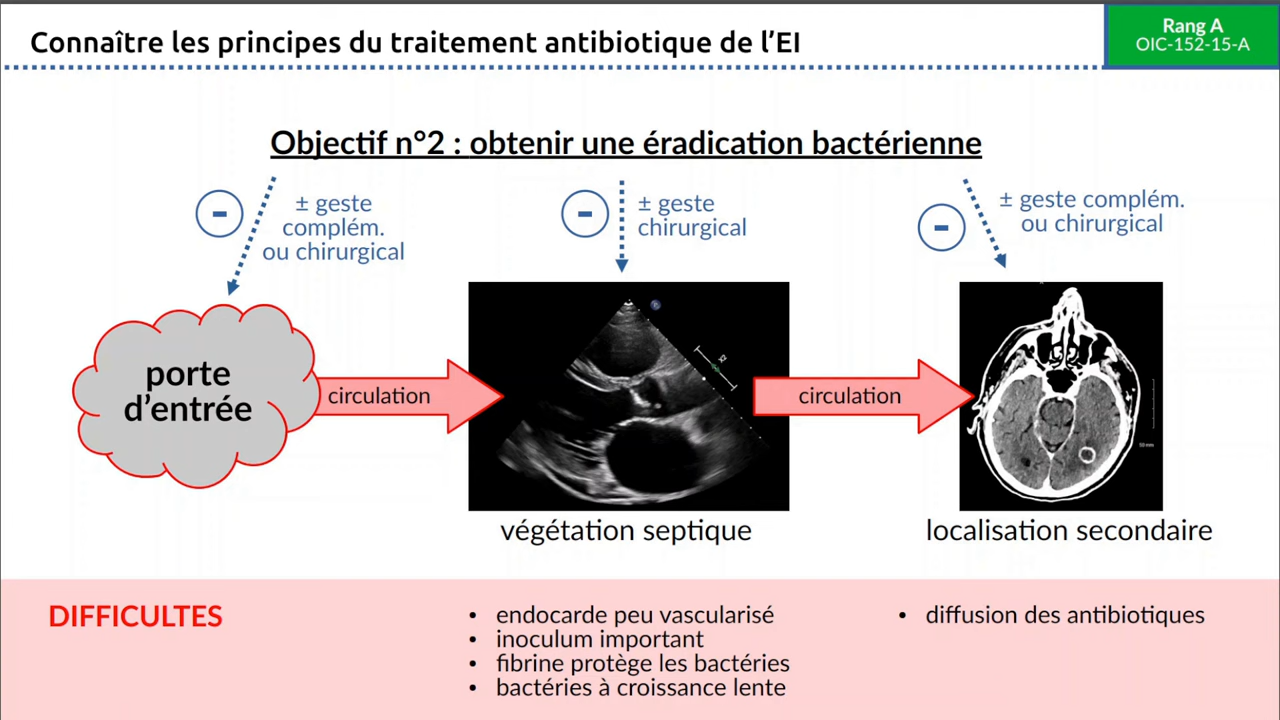 Connaître les principes du traitement antibiotique de l'EI
Rang A
OIC-152-15-A
Objectif n°2 : obtenir une éradication bactérienne
± geste
complém.
ou chirurgical
± geste
chirurgical
± geste complém.
ou chirurgical
-
-
-
porte
d'entrée
circulation
circulation
végétation septique
localisation secondaire
DIFFICULTES
• endocarde peu vascularisé
• inoculum important
• fibrine protège les bactéries
• bactéries à croissance lente
• diffusion des antibiotiques